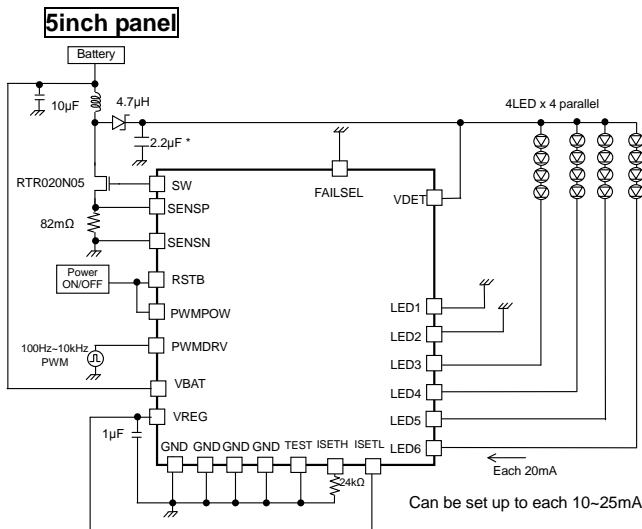 5inch panel
Battery
10μF
4.7μH
4LED x 4 parallel
2.2μF *
RTR020N05
FAILSEL
SW
VDET
SENSP
82mΩ
SENSN
Power
ON/OFF
RSTB
LED1
PWMPOW
LED2
100Hz~10kHz
PWM
PWMDRV
LED3
VBAT
LED4
VREG
LED5
1μF
GND GND GND GND TEST ISETH ISETL
LED6
24kΩ
Each 20mA
Can be set up to each 10~25mA